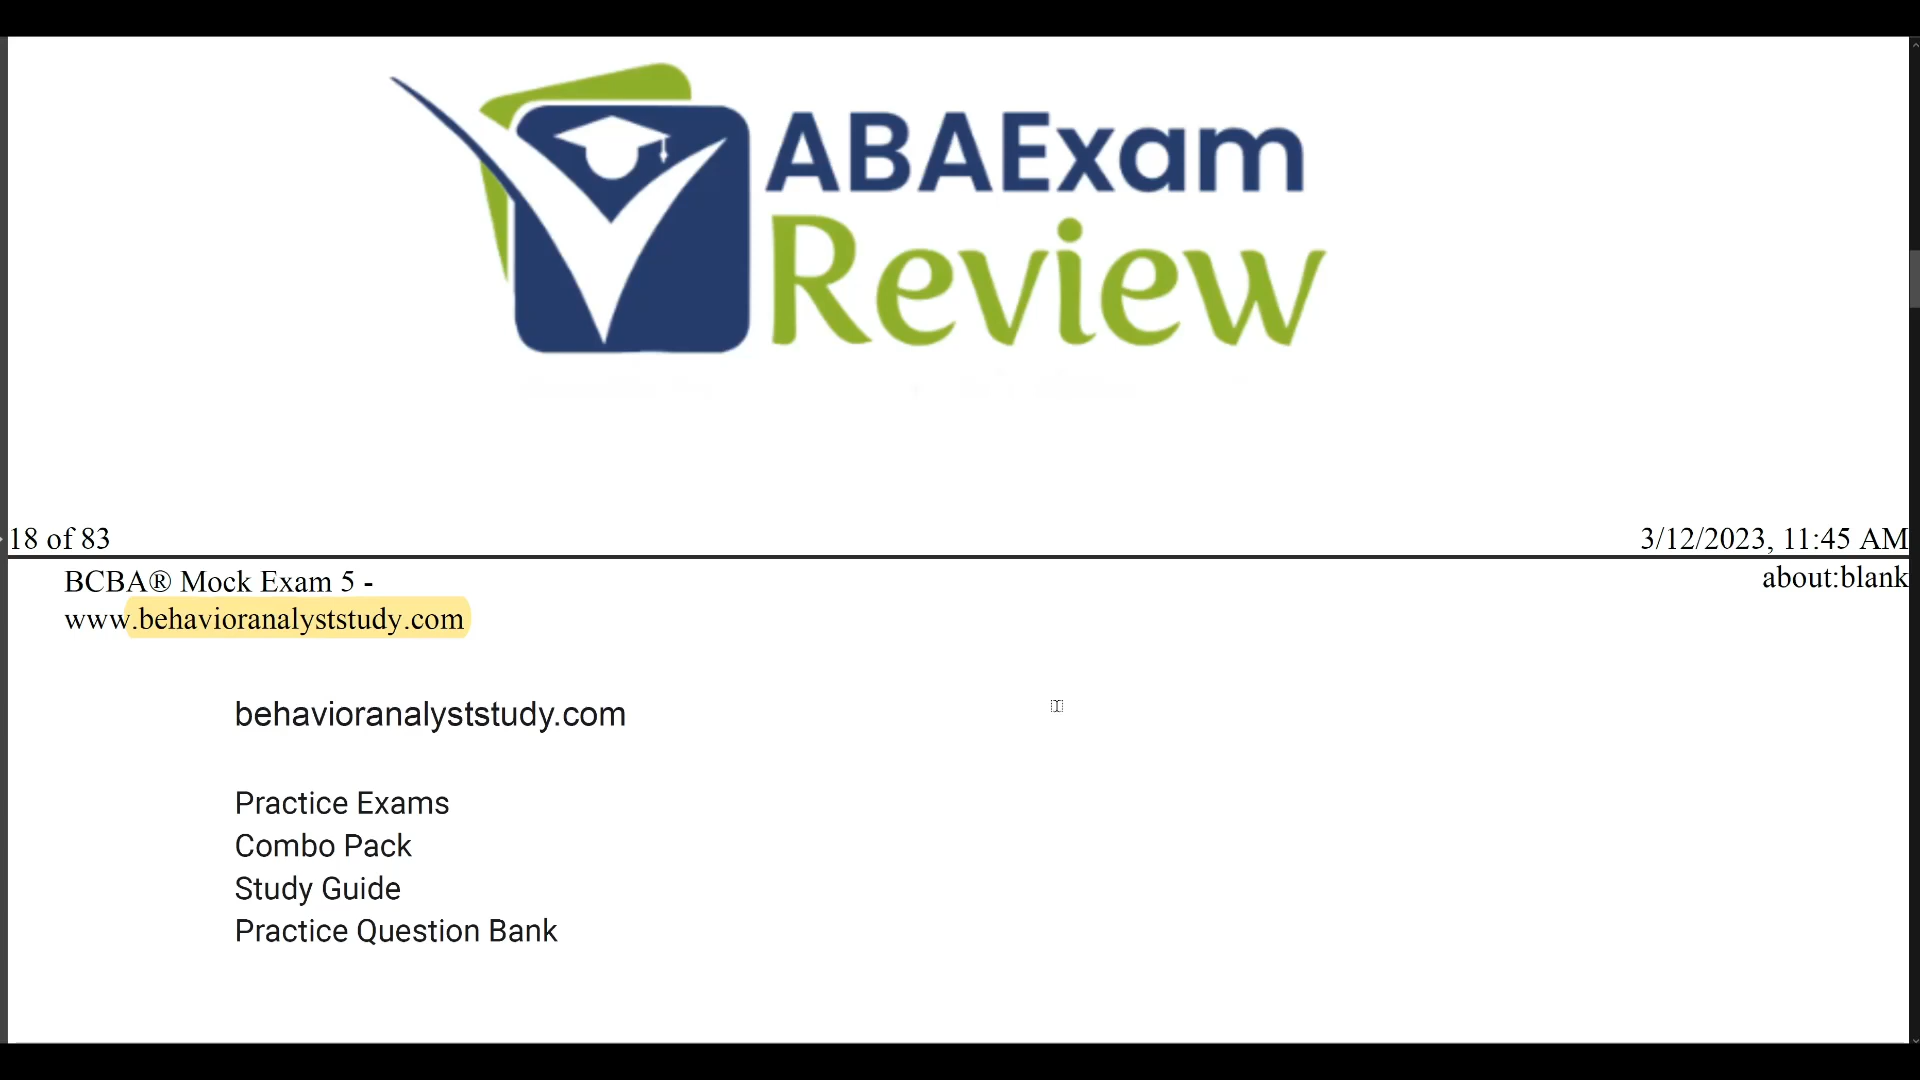 ABAExam
Review
18 of 83
3/12/2023, 11:45 AM
BCBA® Mock Exam 5 -
about:blank
www.behavioranalyststudy.com
behavioranalyststudy.com
Practice Exams
Combo Pack
Study Guide
Practice Question Bank